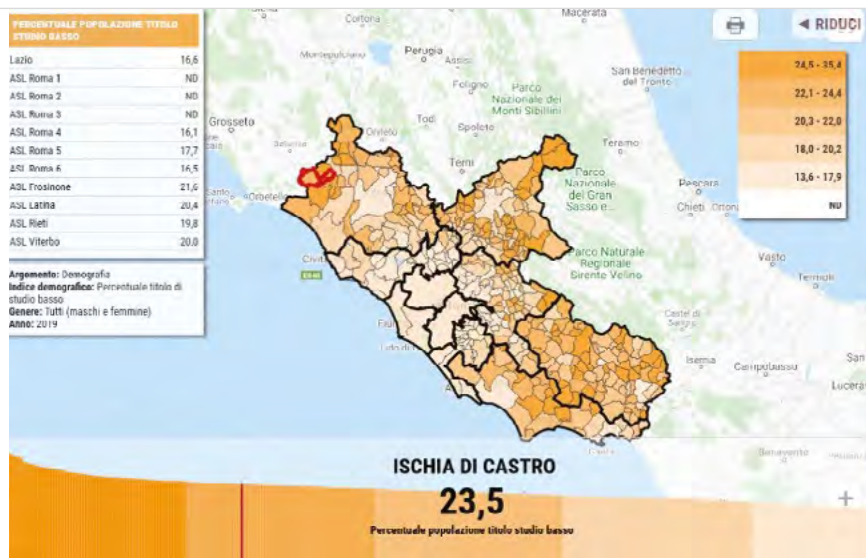 PERCENTUALE POPOLAZIONE TITOLO
STUDIO BASSO
Lazio 16,6
ASL Roma 1 ND
ASL Roma 2 ND
ASL Roma 3 ND
ASL Roma 4 16,1
ASL Roma 5 17,7
ASL Roma 6 16,5
ASL Frosinone 21,6
ASL Latina 20,4
ASL Rieti 19,8
ASL Viterbo 20,0
Argomento: Demografia
Indice demografico: Percentuale titolo di
studio basso
Genere: Tutti (maschi e femmine)
Anno: 2019
Siena
Cortona
Macerata
Montepulciano
Perugia
Assisi
Foligno
Parco
Nazionale dei
Monti Sibillini
San Benedetto
del Tronto
Grosseto
Orvieto
Todi
Spoleto
Teramo
Terni
Orbetello
Parco
Nazionale
del Gran
Sasso e...
Pescara
Chieti
Parco Naturale
Regionale
Sirente Velino
Vasto
Termoli
Castel di
Sangro
Isernia
Campobasso
San
Lucera
Benevento
RIDUCI
24,5 - 35,4
22,1 - 24,4
20,3 - 22,0
18,0 - 20,2
13,6 - 17,9
ND
ISCHIA DI CASTRO
23,5
Percentuale popolazione titolo studio basso
+